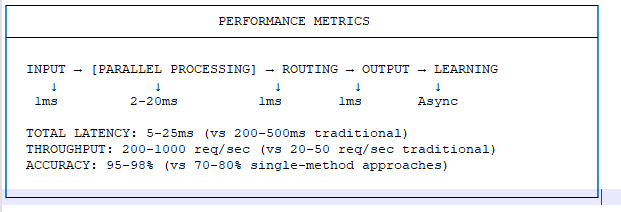 PERFORMANCE METRICS
INPUT → [PARALLEL PROCESSING] → ROUTING → OUTPUT → LEARNING
↓ ↓ ↓ ↓ ↓
1ms 2-20ms 1ms 1ms Async
TOTAL LATENCY: 5-25ms (vs 200-500ms traditional)
THROUGHPUT: 200-1000 req/sec (vs 20-50 req/sec traditional)
ACCURACY: 95-98% (vs 70-80% single-method approaches)